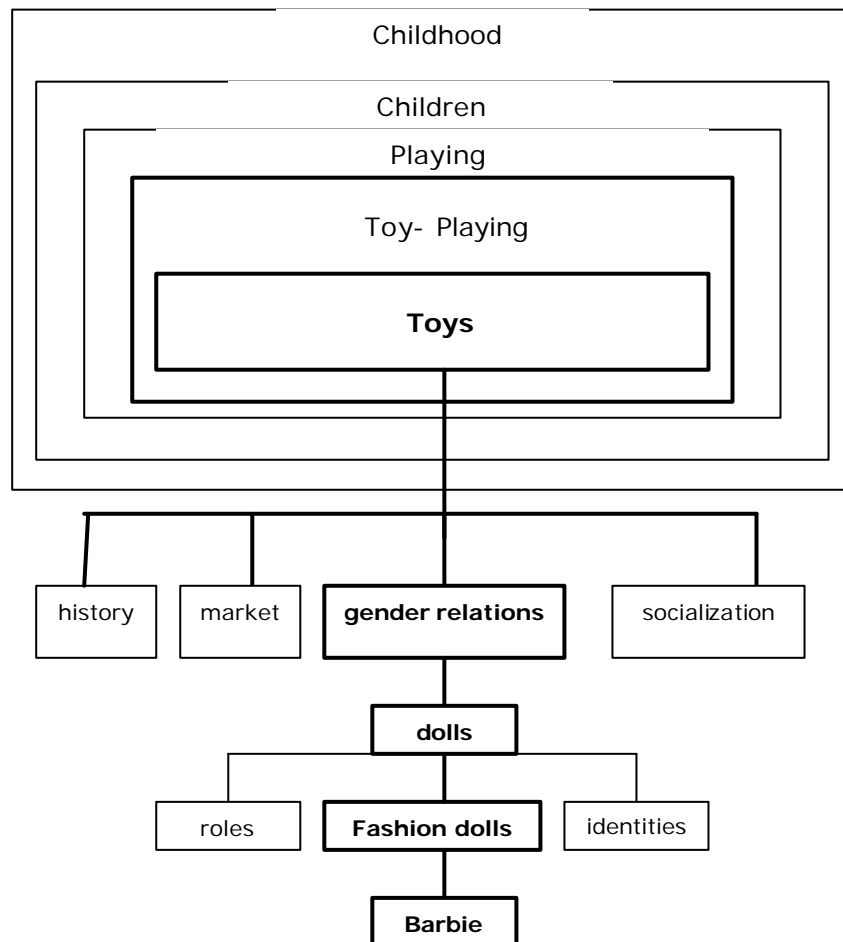 Childhood
Children
Playing
Toy- Playing
Toys
history market gender relations socialization
dolls
roles Fashion dolls identities
Barbie